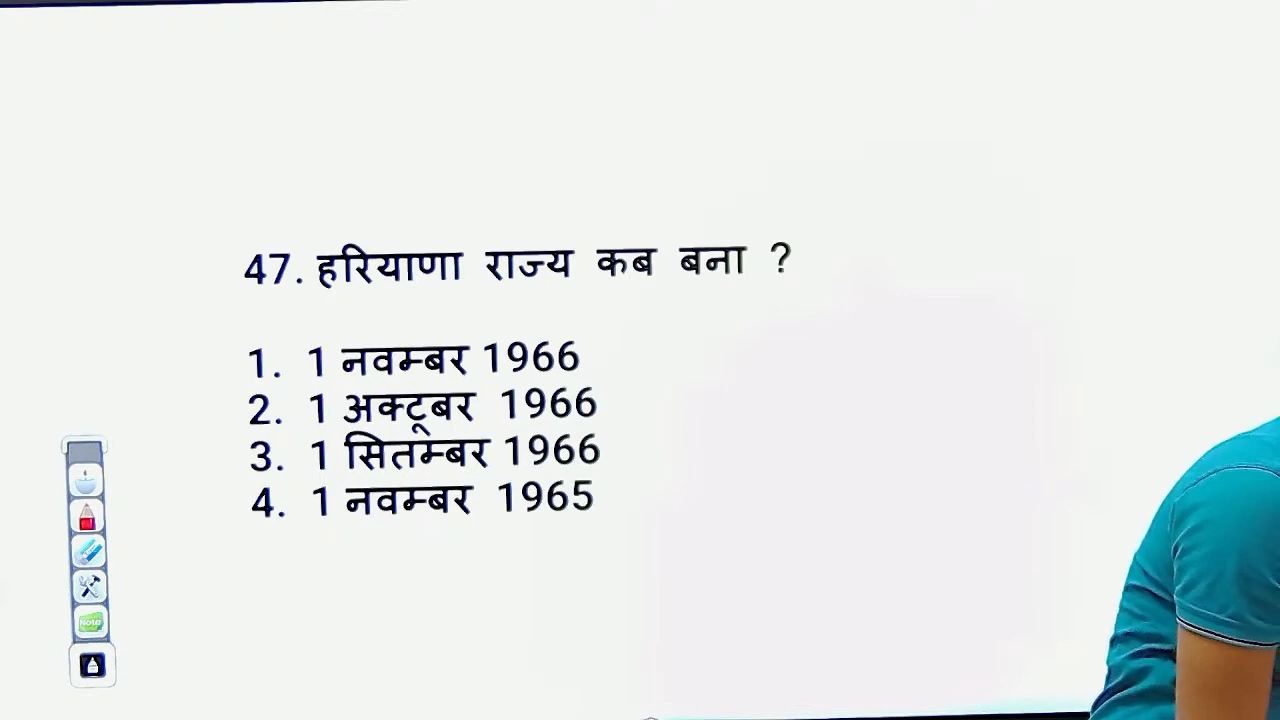 47. हरियाणा राज्य कब बना ?
1. 1 नवम्बर 1966
2. 1 अक्टूबर 1966
3. 1 सितम्बर 1966
4. 1 नवम्बर 1965
Note